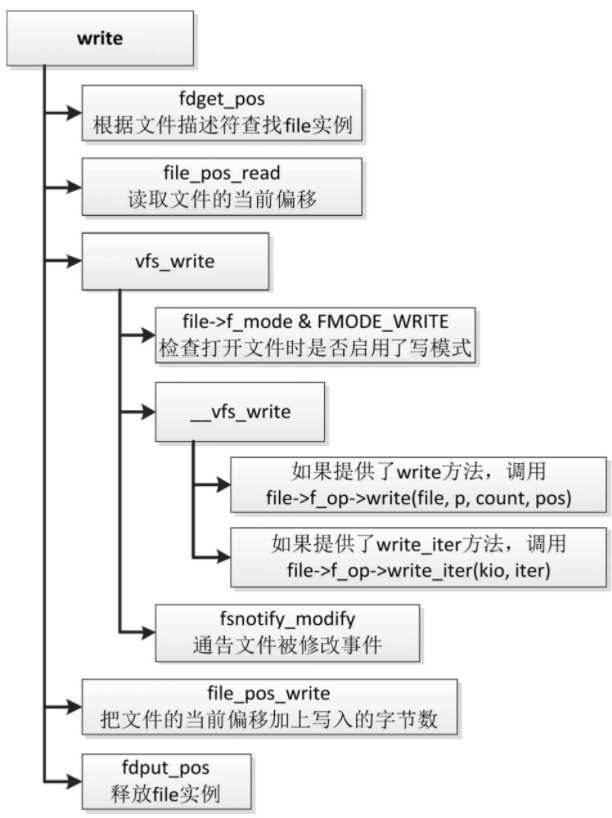 write
fdget_pos
根据文件描述符查找file实例
file_pos_read
读取文件的当前偏移
vfs_write
file->f_mode & FMODE_WRITE
检查打开文件时是否启用了写模式
__vfs_write
如果提供了write方法，调用
file->f_op->write(file, p, count, pos)
如果提供了write_iter方法，调用
file->f_op->write_iter(kio, iter)
fsnotify_modify
通告文件被修改事件
file_pos_write
把文件的当前偏移加上写入的字节数
fdput_pos
释放file实例